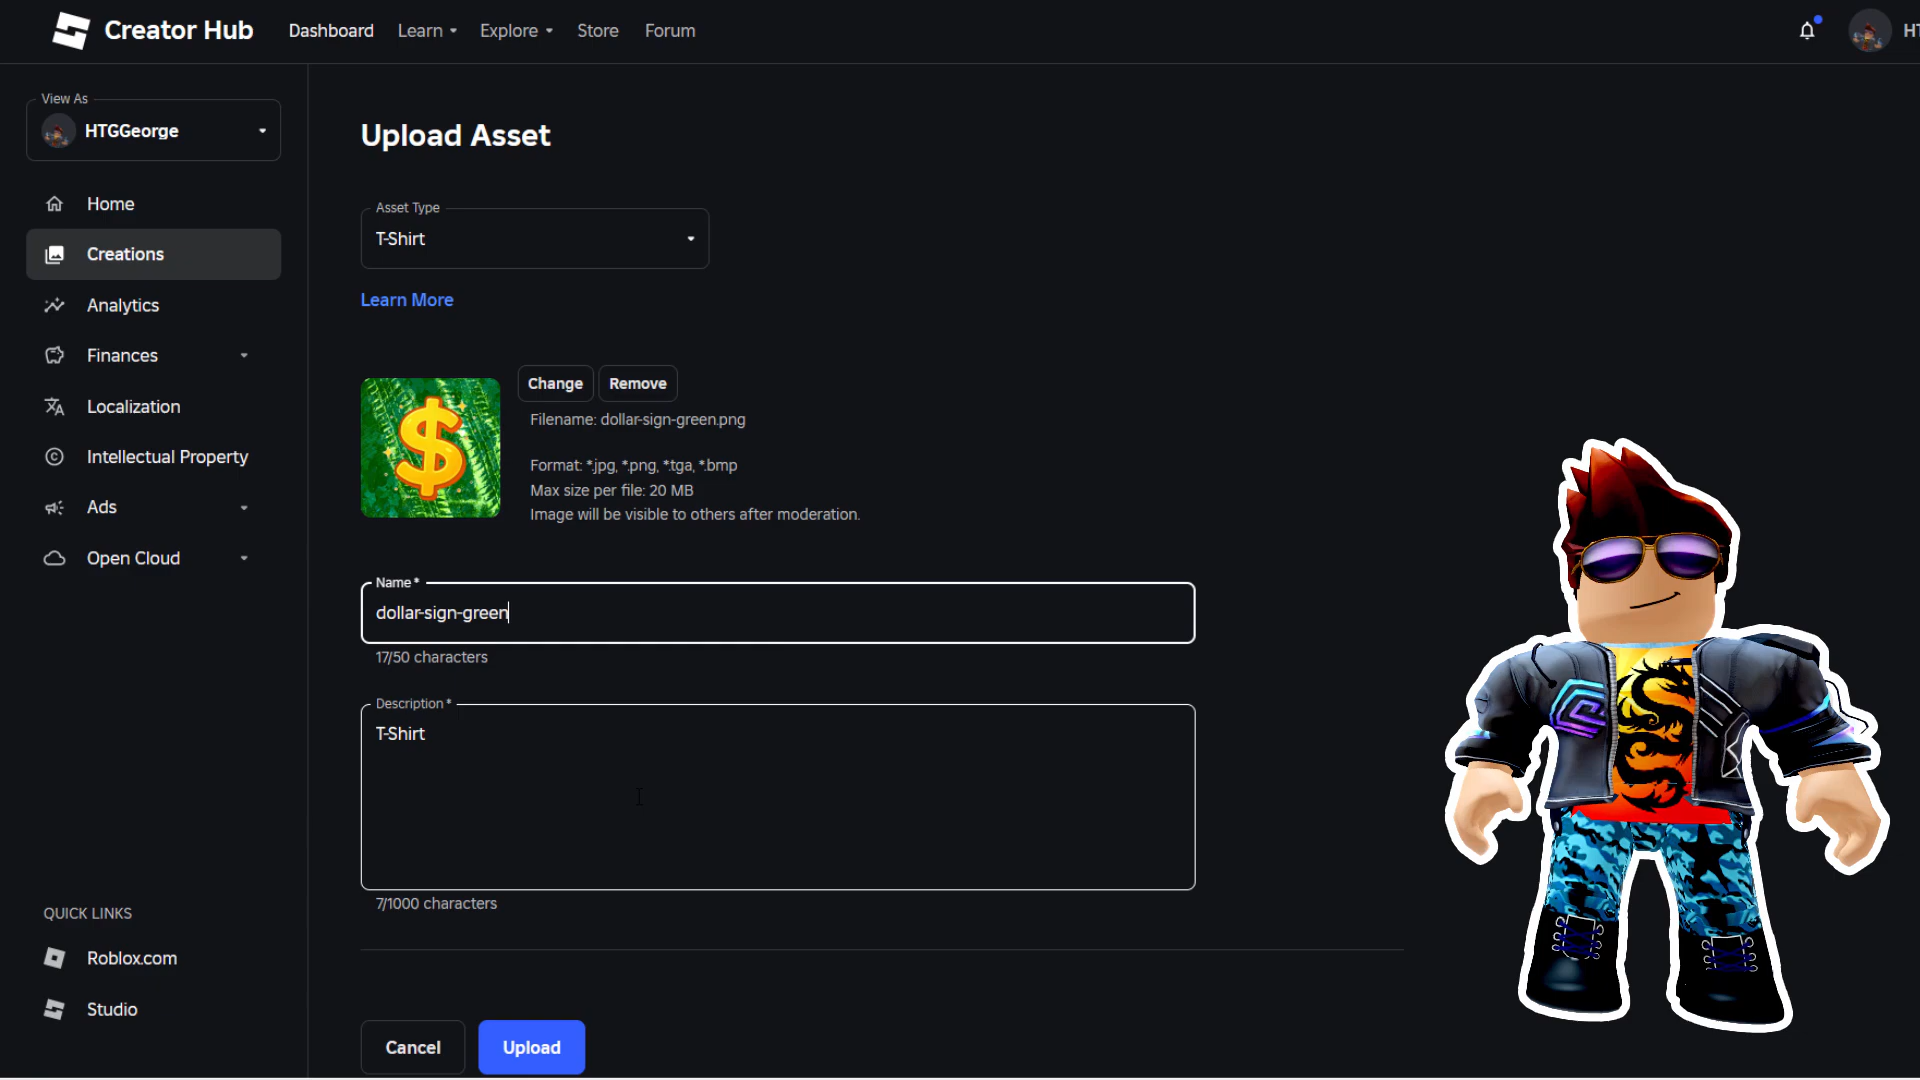 Creator Hub
Dashboard
Learn
Explore
Store
Forum
HT
View As
HTGGeorge
Home
Creations
Analytics
Finances
Localization
Intellectual Property
Ads
Open Cloud
QUICK LINKS
Roblox.com
Studio
Upload Asset
Asset Type
T-Shirt
Learn More
Change
Remove
Filename: dollar-sign-green.png
Format: *.jpg, *.png, *.tga, *.bmp
Max size per file: 20 MB
Image will be visible to others after moderation.
Name*
dollar-sign-green
17/50 characters
Description*
T-Shirt
7/1000 characters
Cancel
Upload